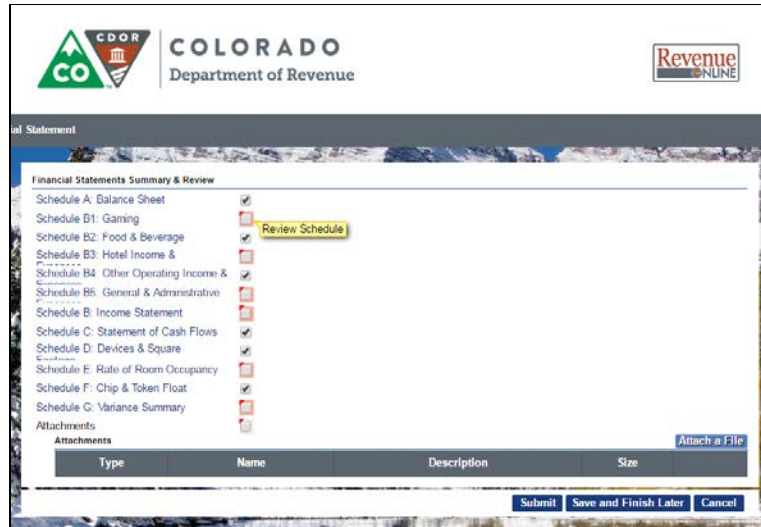 CDOR
CO
COLORADO
Department of Revenue
Revenue
ONLINE
ial Statement
Financial Statements Summary & Review
Schedule A: Balance Sheet
Schedule B1: Gaming
Review Schedule
Schedule B2: Food & Beverage
Schedule B3: Hotel Income &
Schedule B4: Other Operating Income &
Schedule B5: General & Administrative
Schedule B: Income Statement
Schedule C: Statement of Cash Flows
Schedule D: Devices & Square
Schedule E: Rate of Room Occupancy
Schedule F: Chip & Token Float
Schedule G: Variance Summary
Attachments
Attachments
Attach a File
Type Name Description Size
Submit Save and Finish Later Cancel